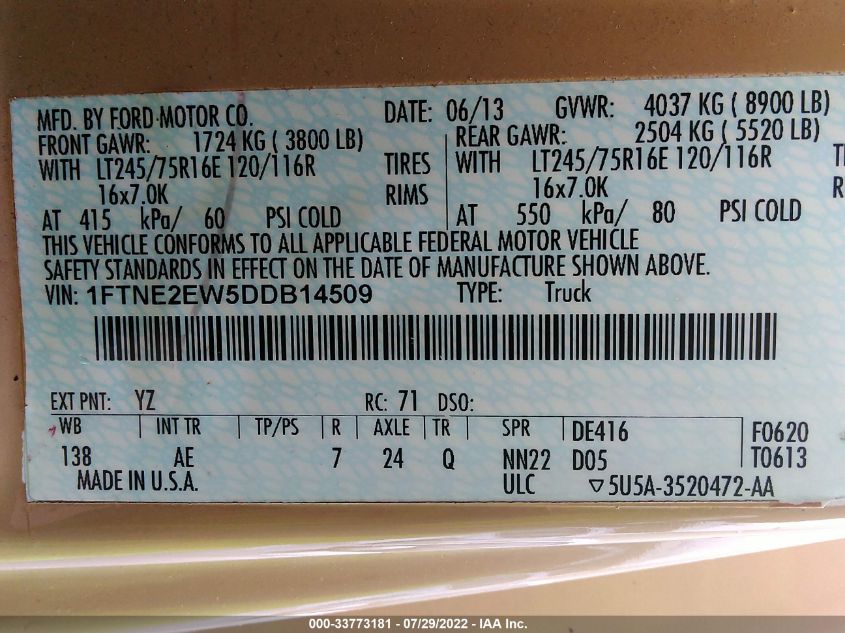 MFD. BY FORD MOTOR CO. DATE: 06/13 GVWR: 4037 KG ( 8900 LB)
FRONT GAWR: 1724 KG ( 3800 LB) REAR GAWR: 2504 KG ( 5520 LB)
WITH LT245/75R16E 120/116R TIRES WITH LT245/75R16E 120/116R
16x7.0K RIMS 16x7.0K
AT 415 kPa/ 60 PSI COLD AT 550 kPa/ 80 PSI COLD
THIS VEHICLE CONFORMS TO ALL APPLICABLE FEDERAL MOTOR VEHICLE
SAFETY STANDARDS IN EFFECT ON THE DATE OF MANUFACTURE SHOWN ABOVE.
VIN: 1FTNE2EW5DDB14509 TYPE: Truck
EXT PNT: YZ RC: 71 DSO:
WB INT TR TP/PS R AXLE TR SPR DE416 F0620
138 AE 7 24 Q NN22 D05 T0613
MADE IN U.S.A. ULC ▽5U5A-3520472-AA
000-33773181 - 07/29/2022 - IAA Inc.